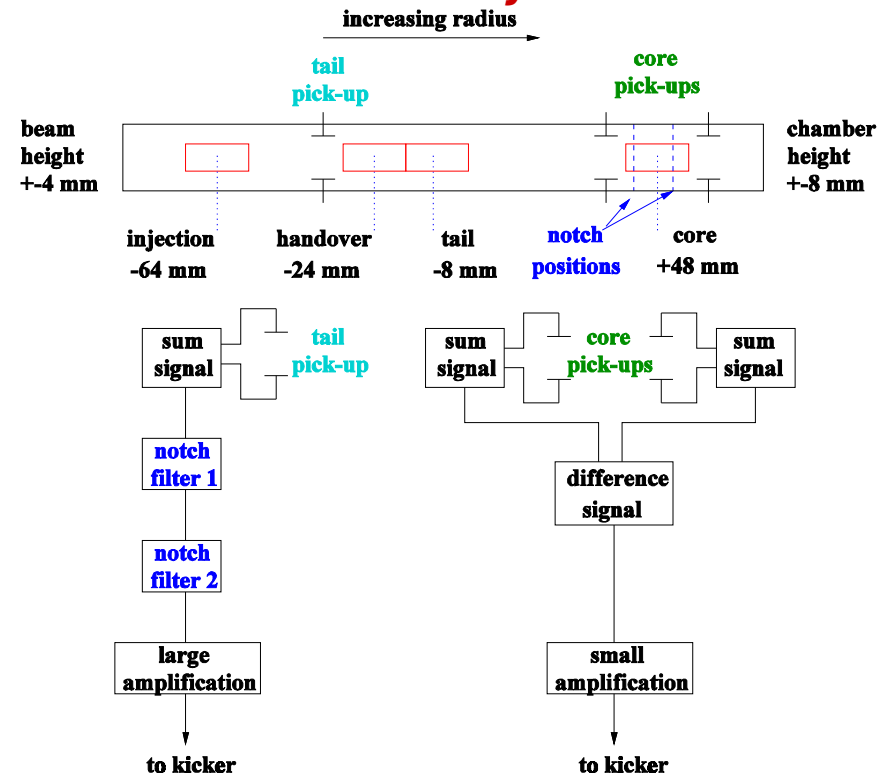 increasing radius
tail
pick-up
core
pick-ups
beam
height
+-4 mm
chamber
height
+-8 mm
injection
-64 mm
handover
-24 mm
tail
-8 mm
notch
positions
core
+48 mm
sum
signal
tail
pick-up
notch
filter 1
notch
filter 2
large
amplification
to kicker
sum
signal
core
pick-ups
sum
signal
difference
signal
small
amplification
to kicker